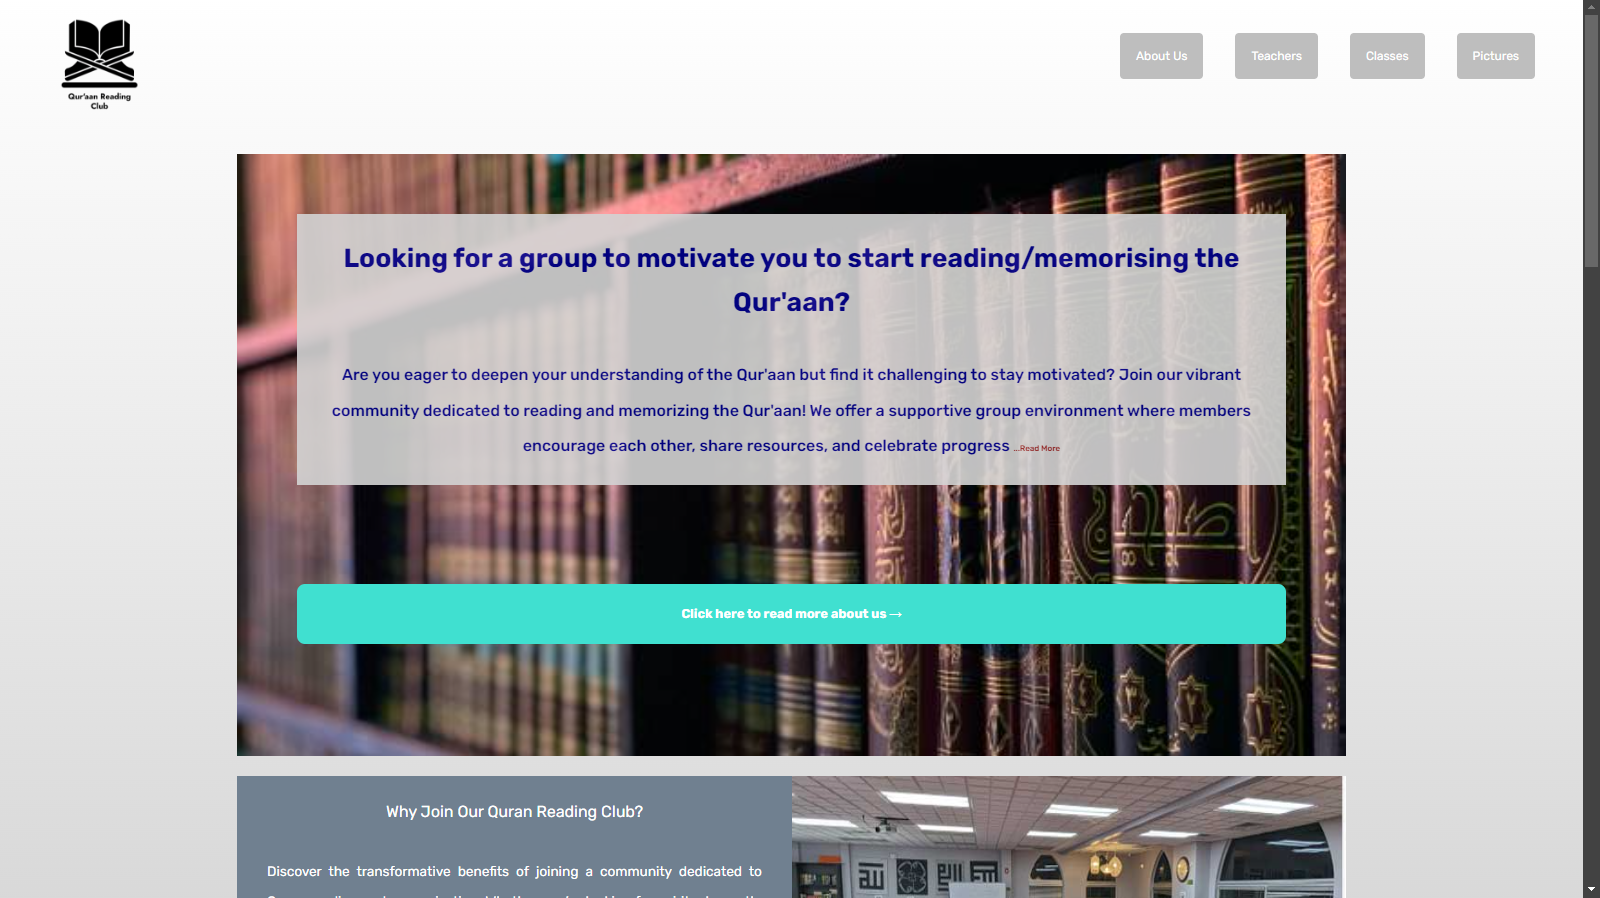 Qur'aan Reading
Club
About Us
Teachers
Classes
Pictures
Looking for a group to motivate you to start reading/memorising the
Qur'aan?
Are you eager to deepen your understanding of the Qur'aan but find it challenging to stay motivated? Join our vibrant
community dedicated to reading and memorizing the Qur'aan! We offer a supportive group environment where members
encourage each other, share resources, and celebrate progress ...Read More
Click here to read more about us →
Why Join Our Quran Reading Club?
Discover the transformative benefits of joining a community dedicated to